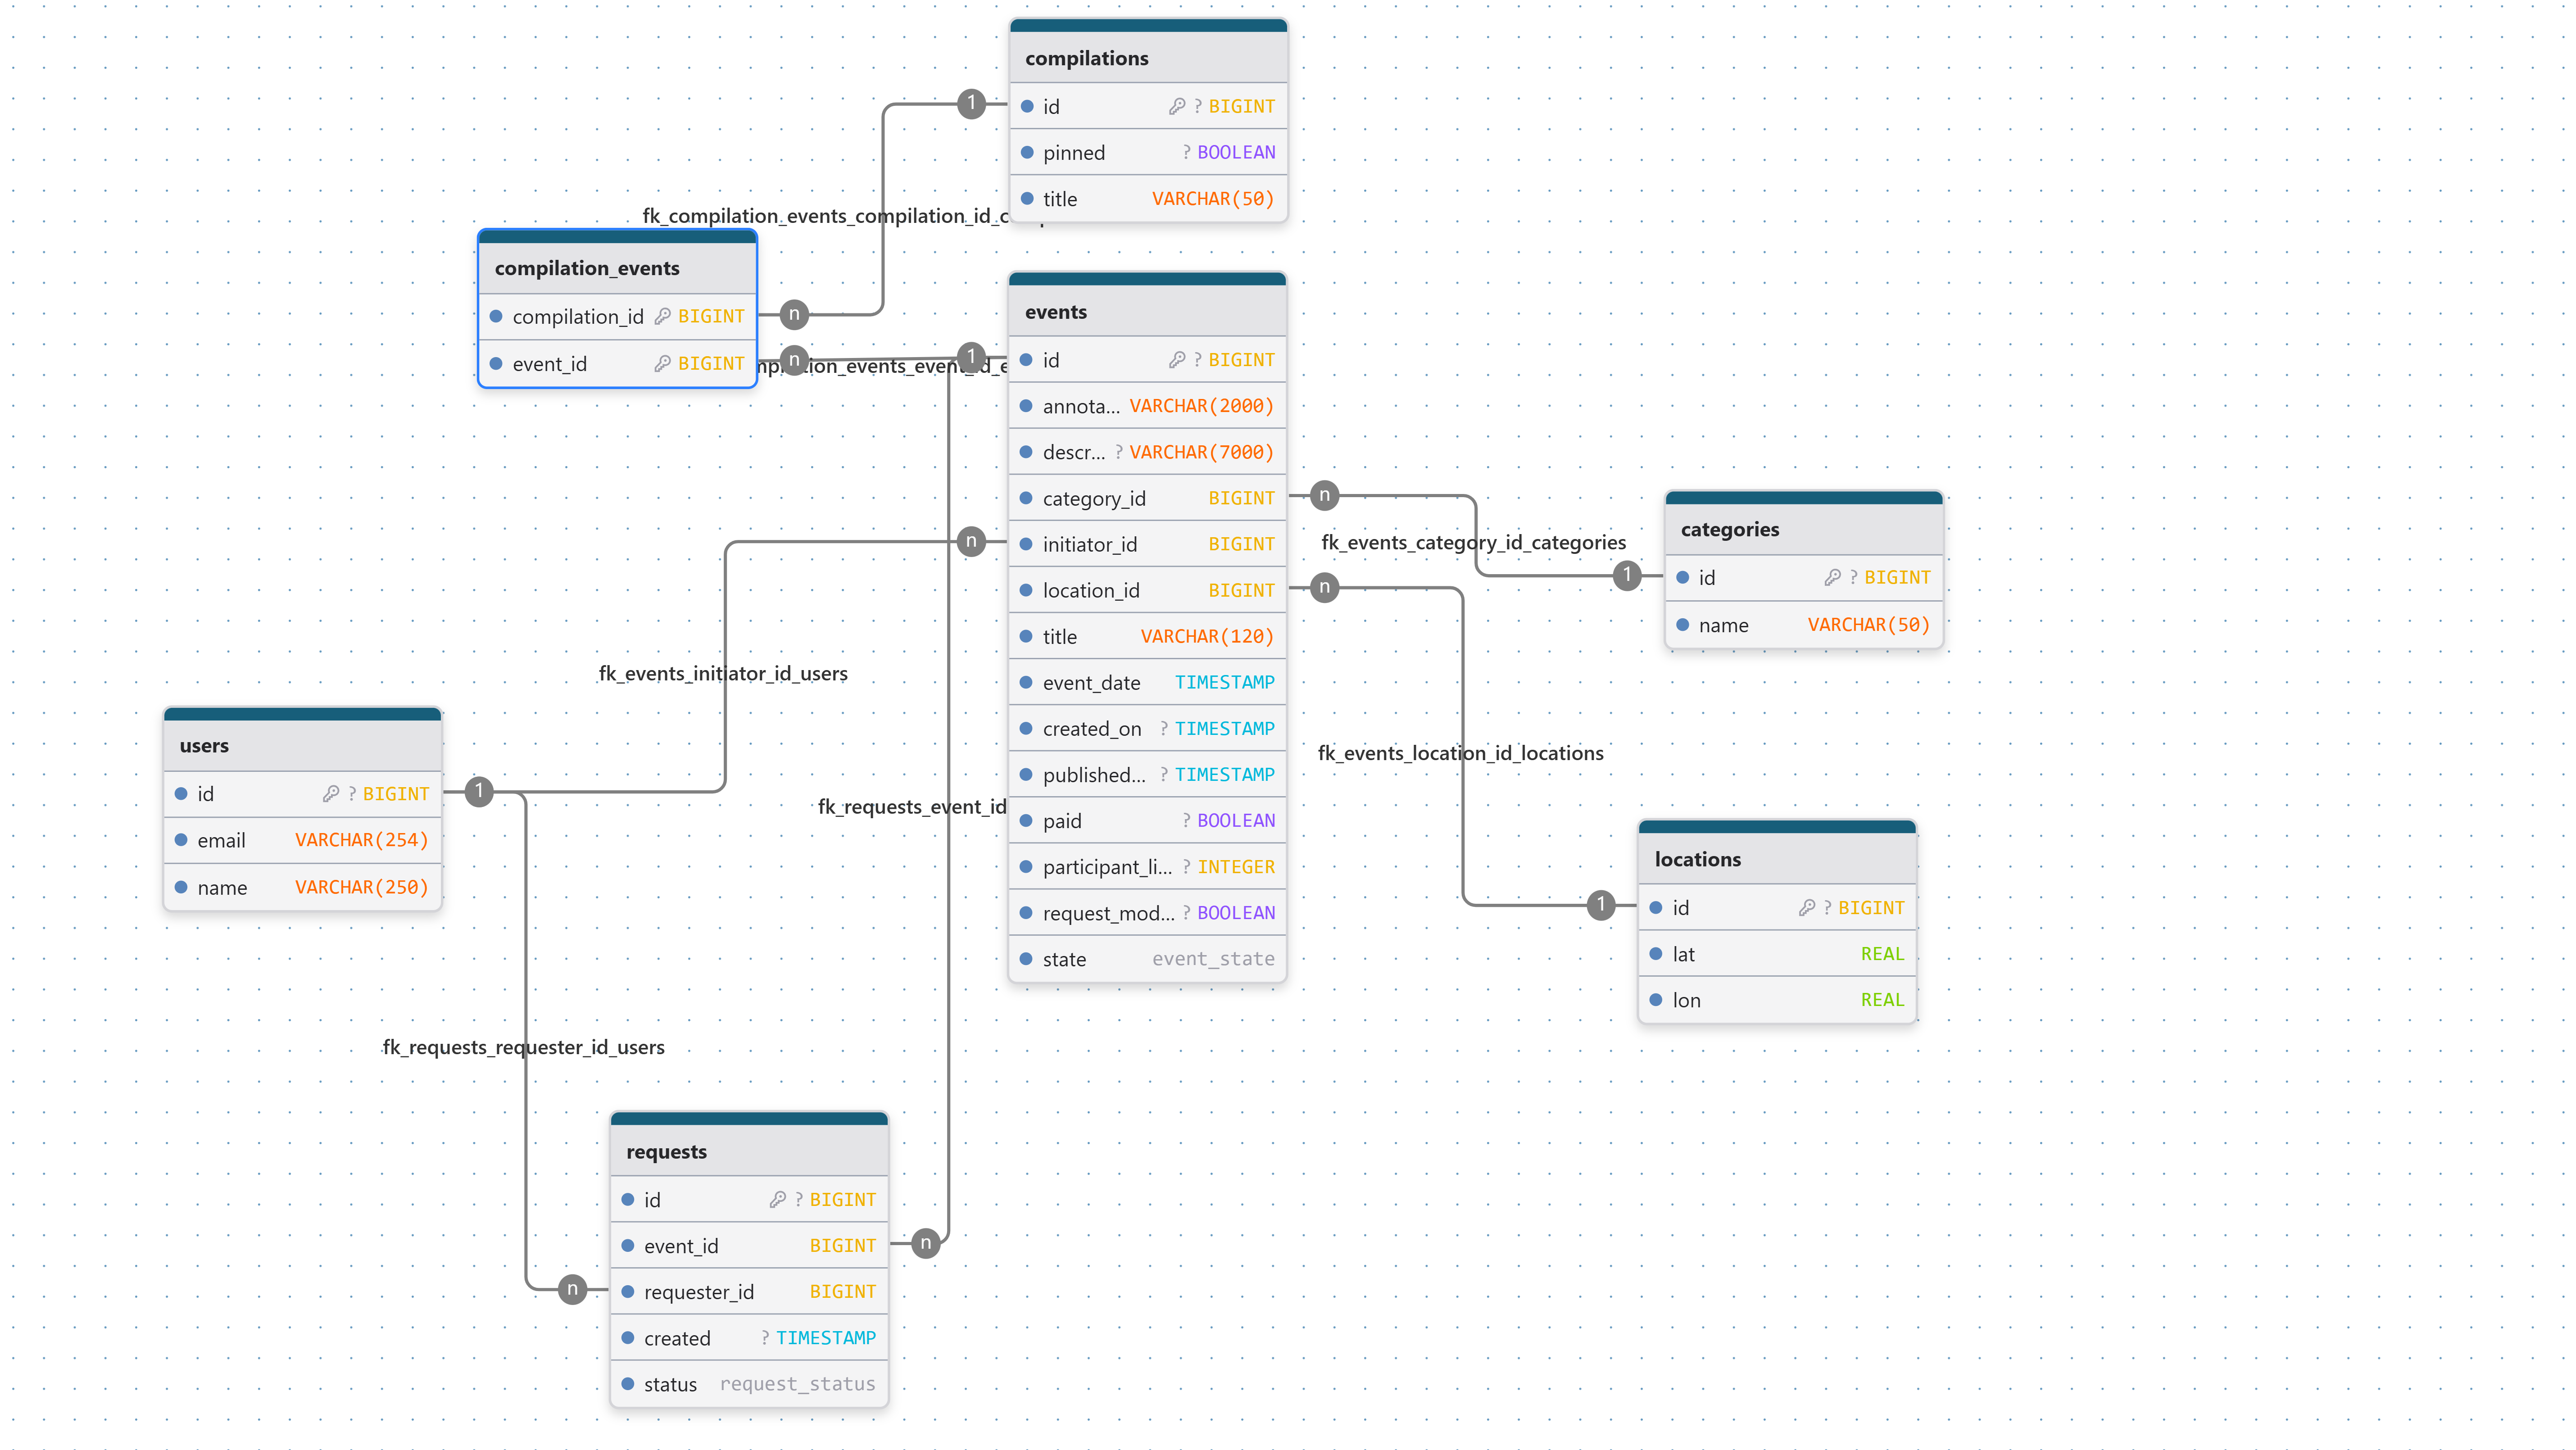 compilations
id ? BIGINT
pinned ? BOOLEAN
title VARCHAR(50)
1
fk_compilation_events_compilation_id_c
compilation_events
compilation_id BIGINT
event_id BIGINT
n
n
1
ion_events_event_id_e
events
id ? BIGINT
annota... VARCHAR(2000)
descr... ? VARCHAR(7000)
category_id BIGINT
initiator_id BIGINT
location_id BIGINT
title VARCHAR(120)
event_date TIMESTAMP
created_on ? TIMESTAMP
published... ? TIMESTAMP
paid ? BOOLEAN
participant_li... ? INTEGER
request_mod... ? BOOLEAN
state event_state
n
fk_events_category_id_categories
1
categories
id ? BIGINT
name VARCHAR(50)
n
n
fk_events_initiator_id_users
fk_events_location_id_locations
users
id ? BIGINT
email VARCHAR(254)
name VARCHAR(250)
1
fk_requests_event_id
locations
id ? BIGINT
lat REAL
lon REAL
1
fk_requests_requester_id_users
requests
id ? BIGINT
event_id BIGINT
requester_id BIGINT
created ? TIMESTAMP
status request_status
n
n